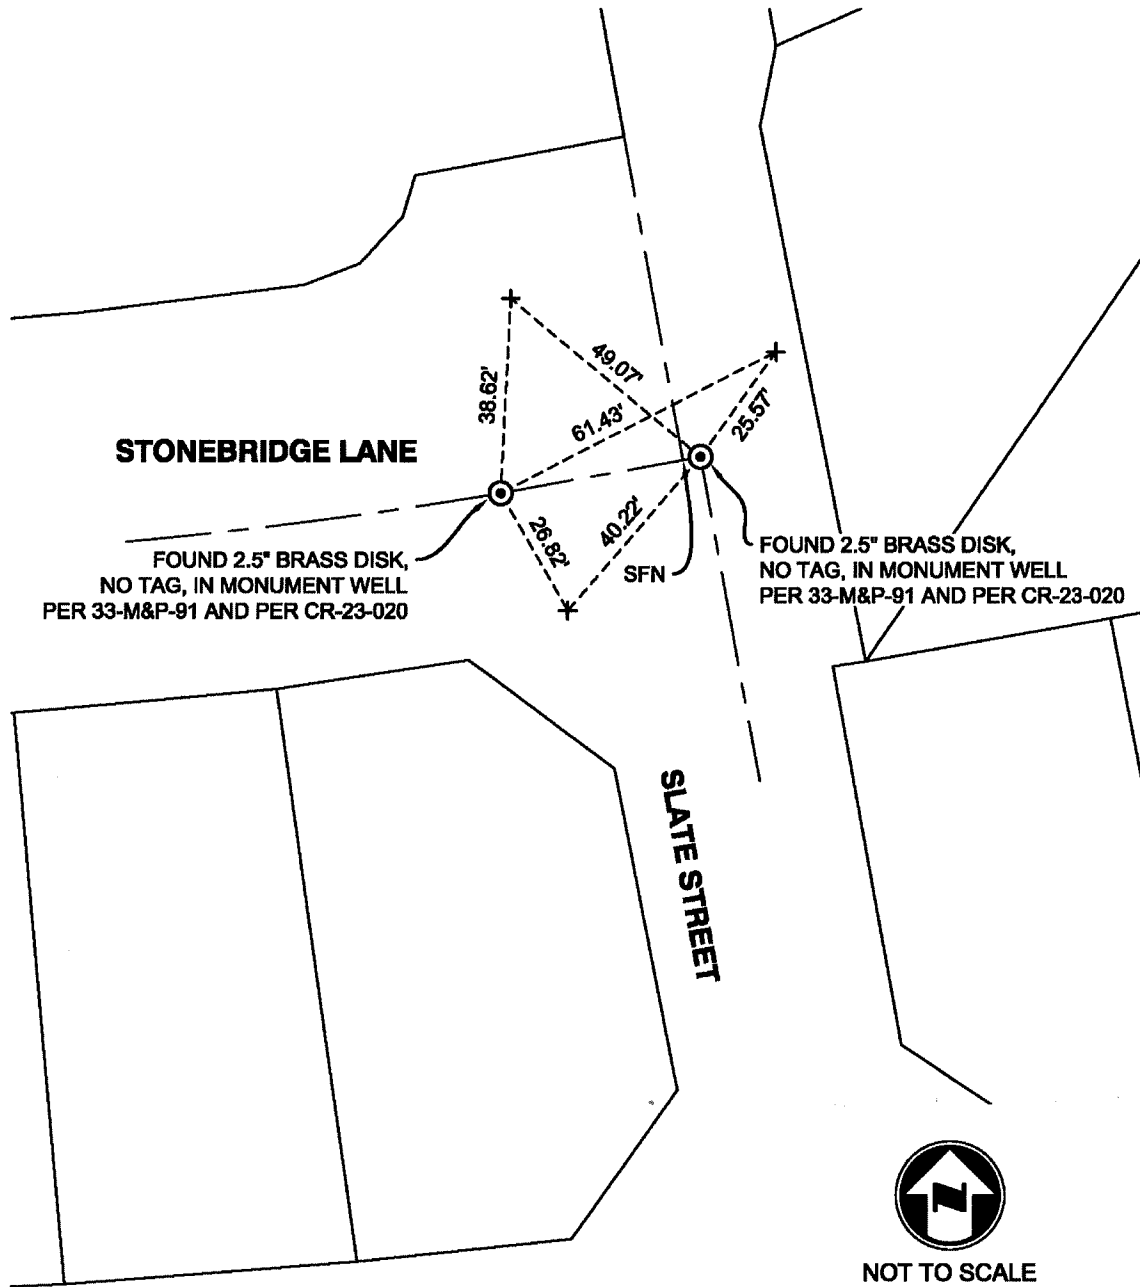 49.07'
38.62'
61.43'
25.57'
STONEBRIDGE LANE
26.82'
40.22'
FOUND 2.5" BRASS DISK,
NO TAG, IN MONUMENT WELL
PER 33-M&P-91 AND PER CR-23-020
SFN
FOUND 2.5" BRASS DISK,
NO TAG, IN MONUMENT WELL
PER 33-M&P-91 AND PER CR-23-020
SLATE STREET
N
NOT TO SCALE